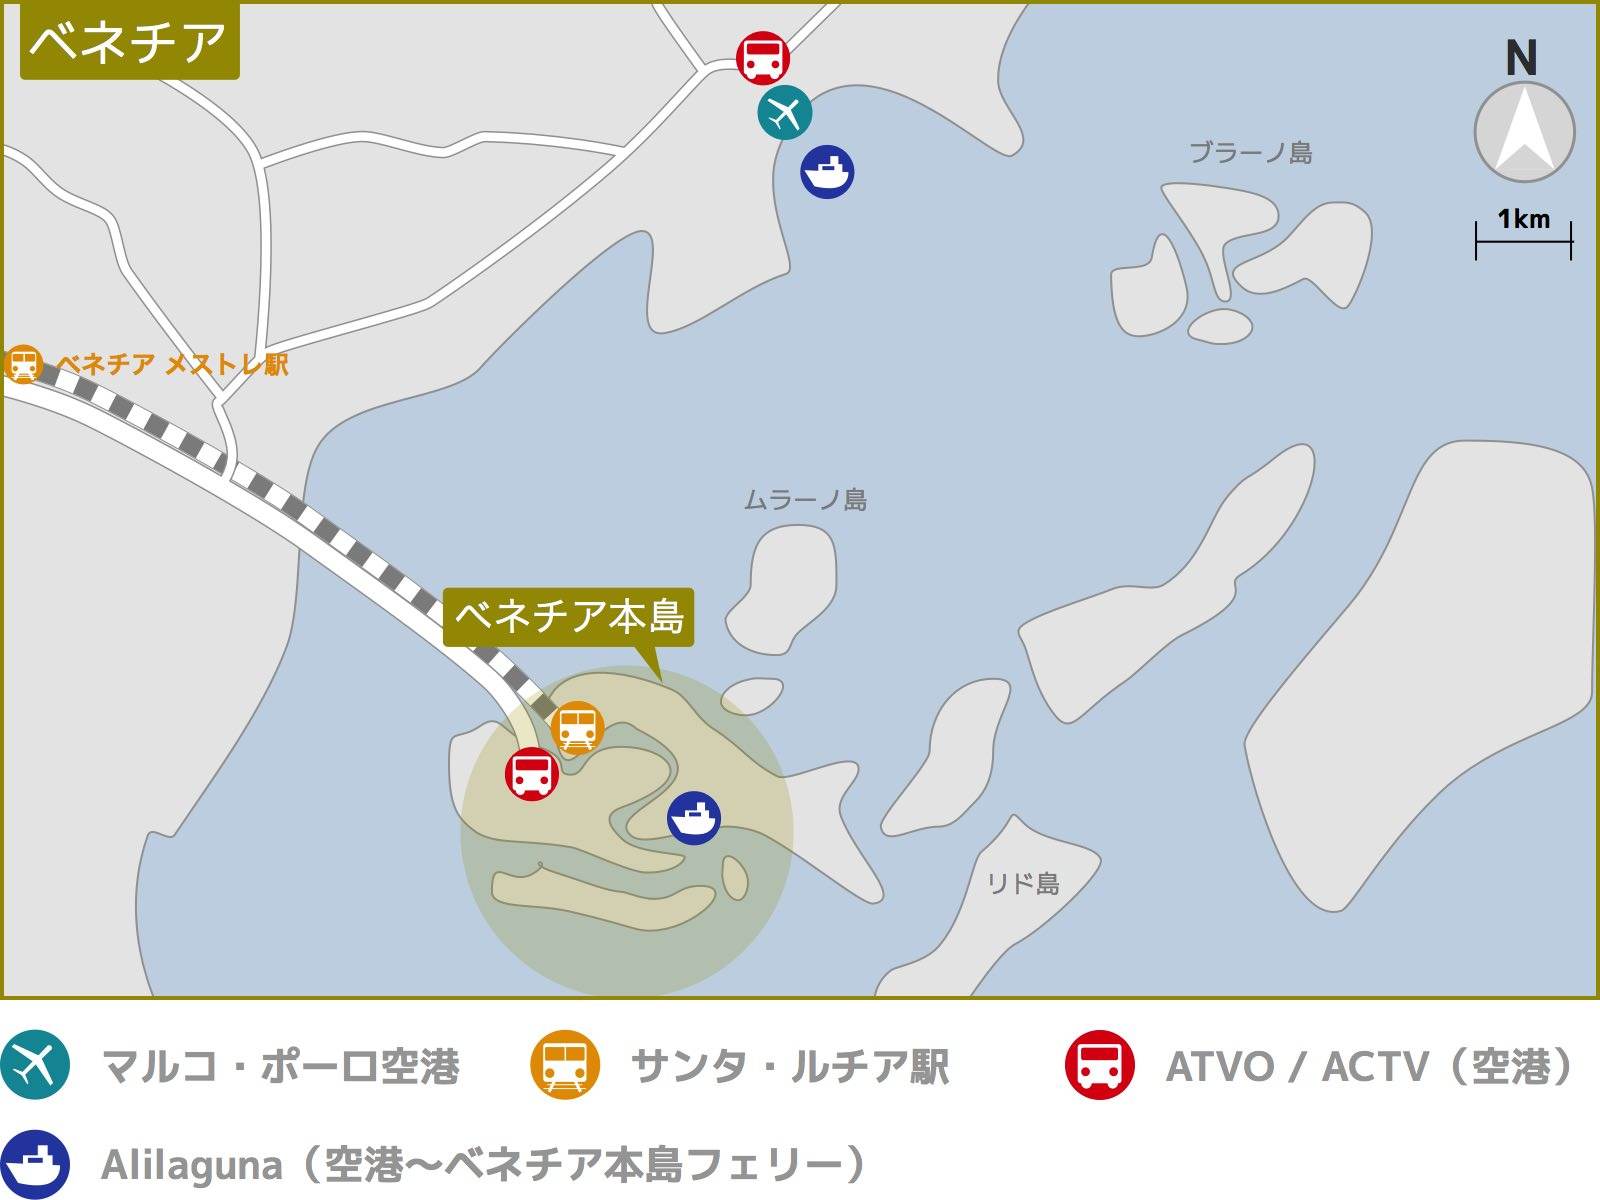 ベネチア
N
1km
ブラーノ島
ベネチア メストレ駅
ムラーノ島
ベネチア本島
リド島
マルコ・ポーロ空港
サンタ・ルチア駅
ATVO / ACTV（空港）
Alilaguna（空港〜ベネチア本島フェリー）